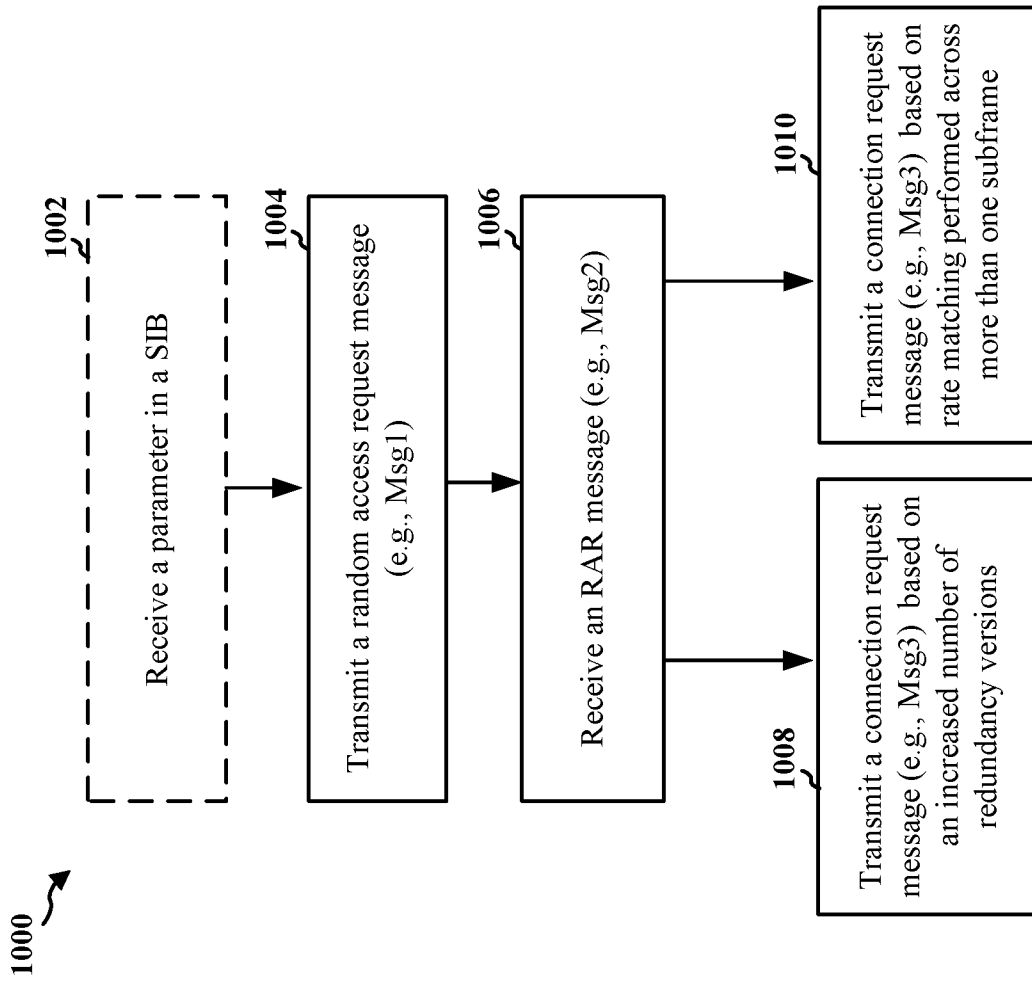 1000
1002
Receive a parameter in a SIB
1004
Transmit a random access request message
(e.g., Msg1)
1006
Receive an RAR message (e.g., Msg2)
1008
Transmit a connection request
message (e.g., Msg3) based on
an increased number of
redundancy versions
1010
Transmit a connection request
message (e.g., Msg3) based on
rate matching performed across
more than one subframe